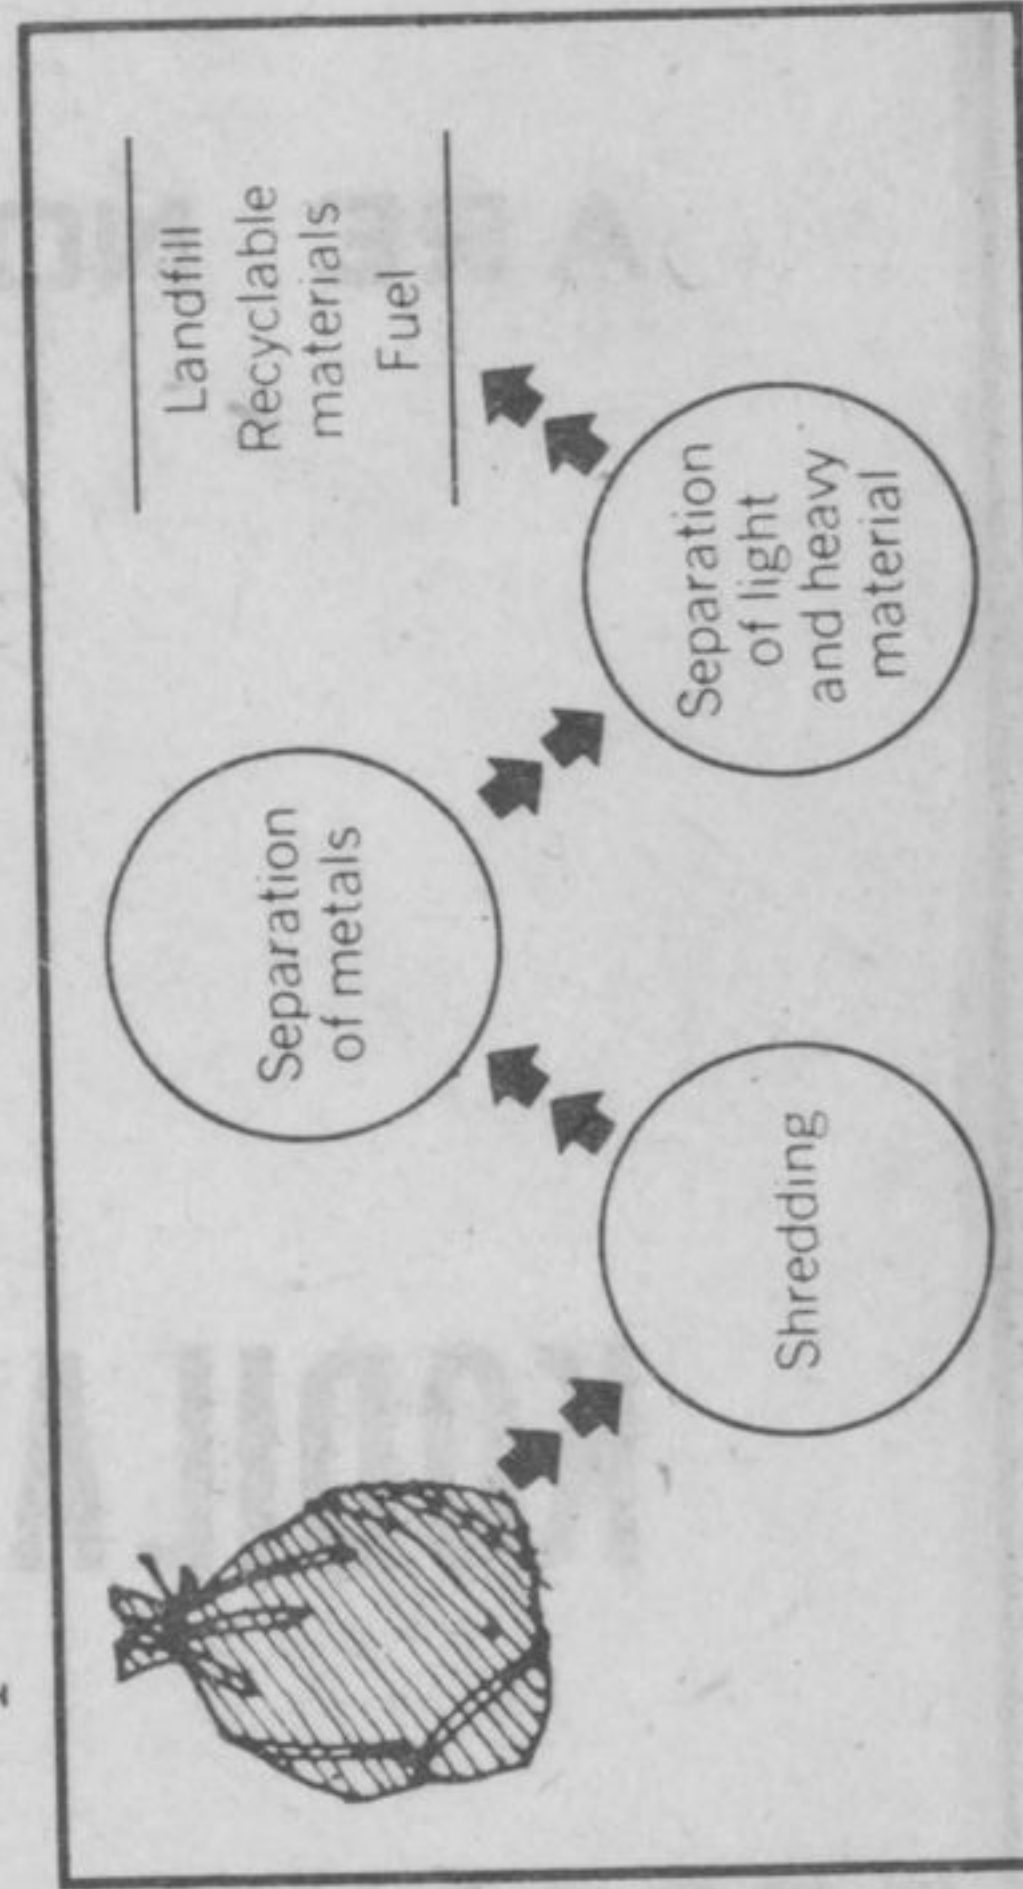 Shredding
Separation
of metals
Separation
of light
and heavy
material
Landfill
Recyclable
materials
Fuel